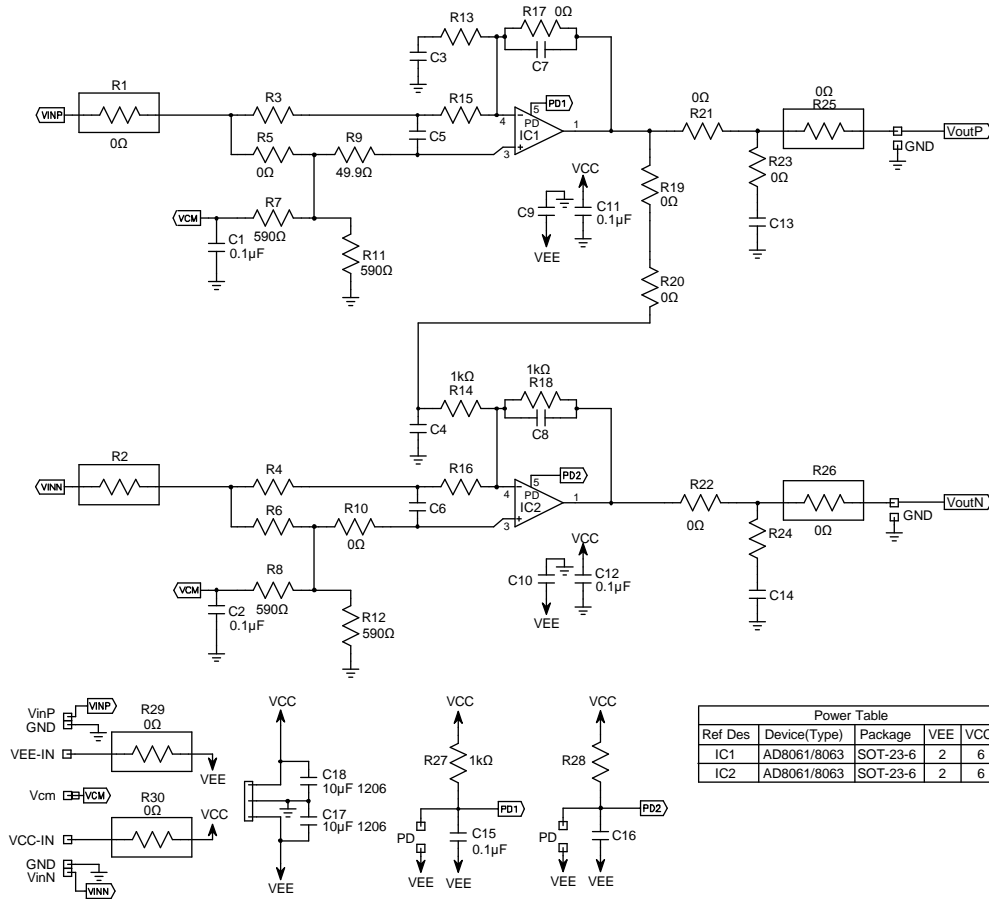 R13
R17 0Ω
C3
C7
R1
VINP
0Ω
R3
R15
PD1
5
PD
4
IC1
1
3
C5
R5
0Ω
R9
49.9Ω
0Ω
R21
0Ω
R25
VoutP
GND
R23
0Ω
C13
R19
0Ω
R20
0Ω
VCM
R7
590Ω
C1
0.1µF
R11
590Ω
VCC
C9
C11
0.1µF
VEE
1kΩ
R14
1kΩ
R18
C4
C8
R2
VINN
R4
R16
PD2
5
PD
4
IC2
1
3
C6
R6
R10
0Ω
R22
0Ω
R26
0Ω
VoutN
GND
R24
C14
VCM
R8
590Ω
C2
0.1µF
R12
590Ω
VCC
C10
C12
0.1µF
VEE
VinP
GND
VINP
VEE-IN
R29
0Ω
VEE
Vcm
VCM
R30
0Ω
VCC
VCC-IN
GND
VinN
VINN
VCC
C18
10µF 1206
C17
10µF 1206
VEE
VCC
R27
1kΩ
PD1
PD
C15
0.1µF
VEE
VEE
VCC
R28
PD2
PD
C16
VEE
VEE
Power Table
Ref Des Device(Type) Package VEE VCC
IC1 AD8061/8063 SOT-23-6 2 6
IC2 AD8061/8063 SOT-23-6 2 6